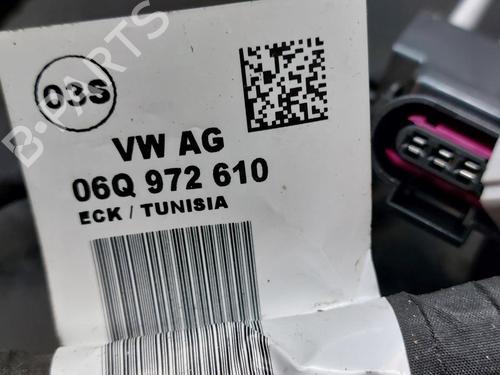 03S
B-PARTS
VW AG
06Q 972 610
ECK / TUNISIA